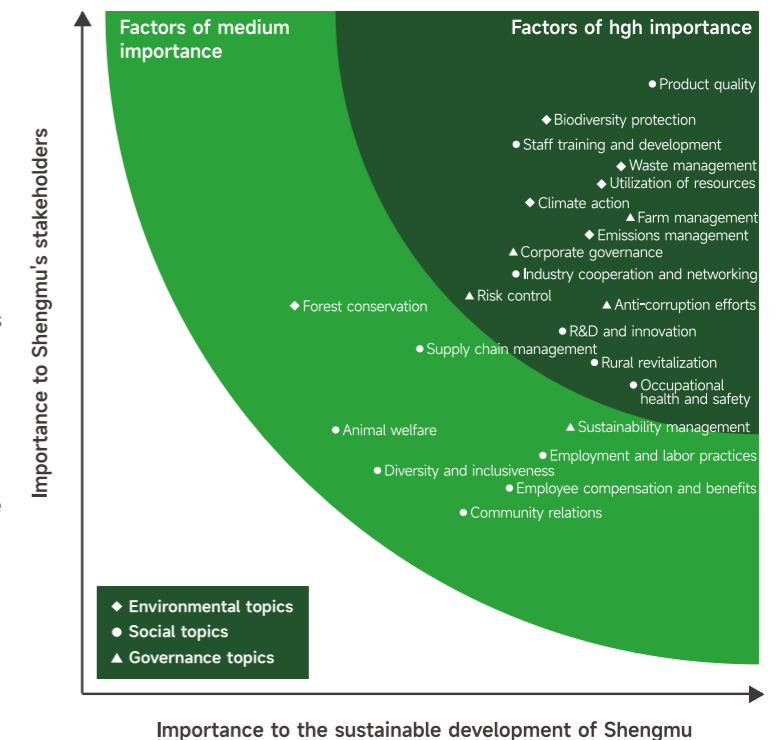 Factors of medium
importance
Factors of hgh importance
Product quality
Biodiversity protection
Staff training and development
Waste management
Utilization of resources
Climate action
Farm management
Emissions management
Corporate governance
Industry cooperation and networking
Risk control
Anti-corruption efforts
Forest conservation
R&D and innovation
Supply chain management
Rural revitalization
Occupational
health and safety
Sustainability management
Animal welfare
Employment and labor practices
Diversity and inclusiveness
Employee compensation and benefits
Community relations
Importance to Shengmu's stakeholders
Environmental topics
Social topics
Governance topics
Importance to the sustainable development of Shengmu